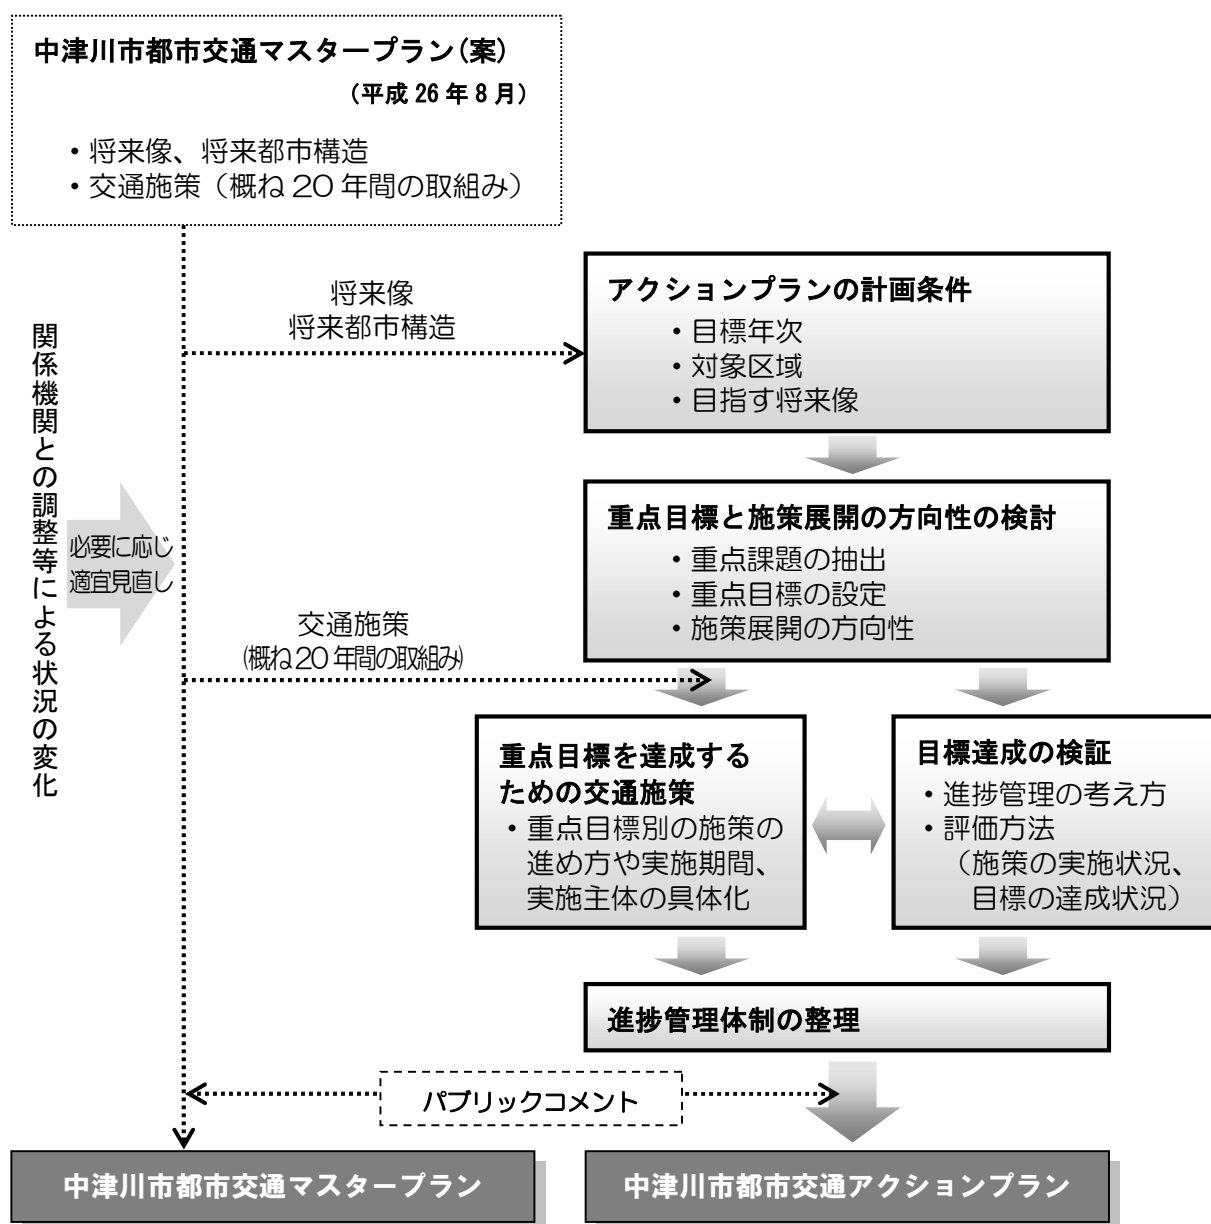 中津川市都市交通マスタープラン(案)
（平成 26 年 8 月）
・将来像、将来都市構造
・交通施策（概ね 20 年間の取組み）
将来像
将来都市構造
アクションプランの計画条件
・目標年次
・対象区域
・目指す将来像
関係機関との調整等による状況の変化
必要に応じ
適宜見直し
重点目標と施策展開の方向性の検討
・重点課題の抽出
・重点目標の設定
・施策展開の方向性
交通施策
(概ね 20 年間の取組み)
重点目標を達成する
ための交通施策
・重点目標別の施策の
進め方や実施期間、
実施主体の具体化
目標達成の検証
・進捗管理の考え方
・評価方法
（施策の実施状況、
目標の達成状況）
進捗管理体制の整理
パブリックコメント
中津川市都市交通マスタープラン
中津川市都市交通アクションプラン